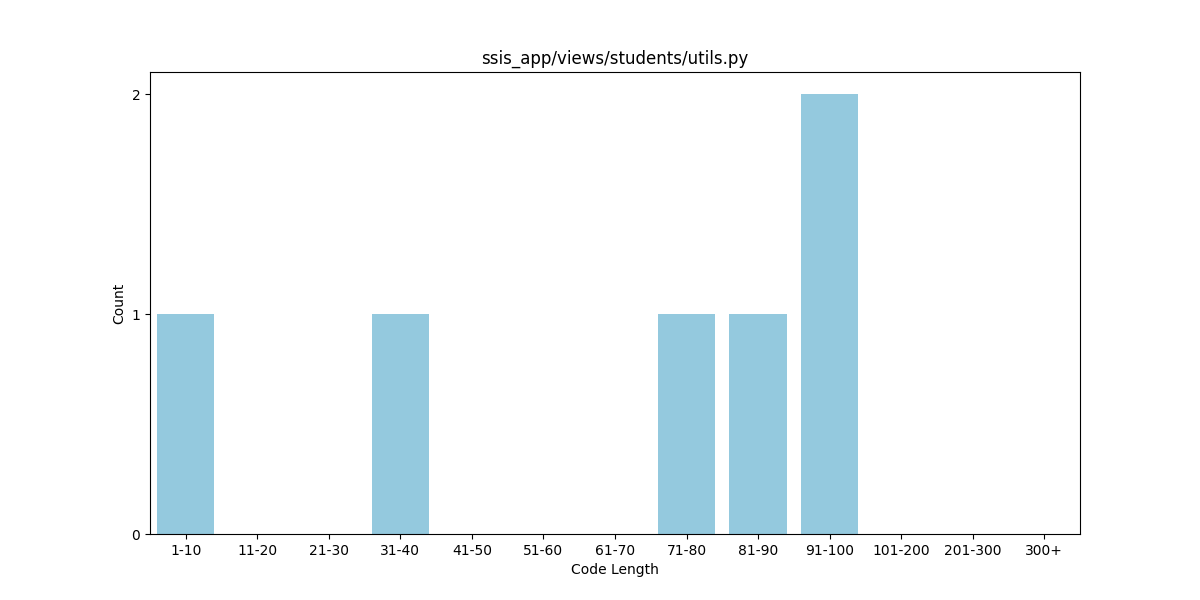 ssis_app/views/students/utils.py
Count
2
1
0
1-10 11-20 21-30 31-40 41-50 51-60 61-70 71-80 81-90 91-100 101-200 201-300 300+
Code Length